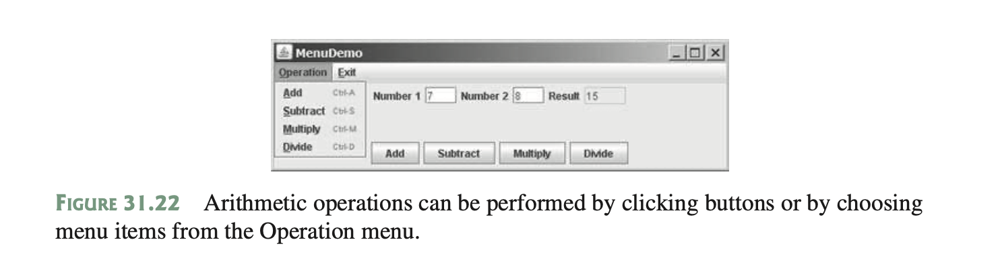 MenuDemo
Operation Exit
Add Ctrl-A
Subtract Ctrl-S
Multiply Ctrl-M
Divide Ctrl-D
Number 1 7 Number 2 8 Result 15
Add Subtract Multiply Divide
FIGURE 31.22 Arithmetic operations can be performed by clicking buttons or by choosing
menu items from the Operation menu.